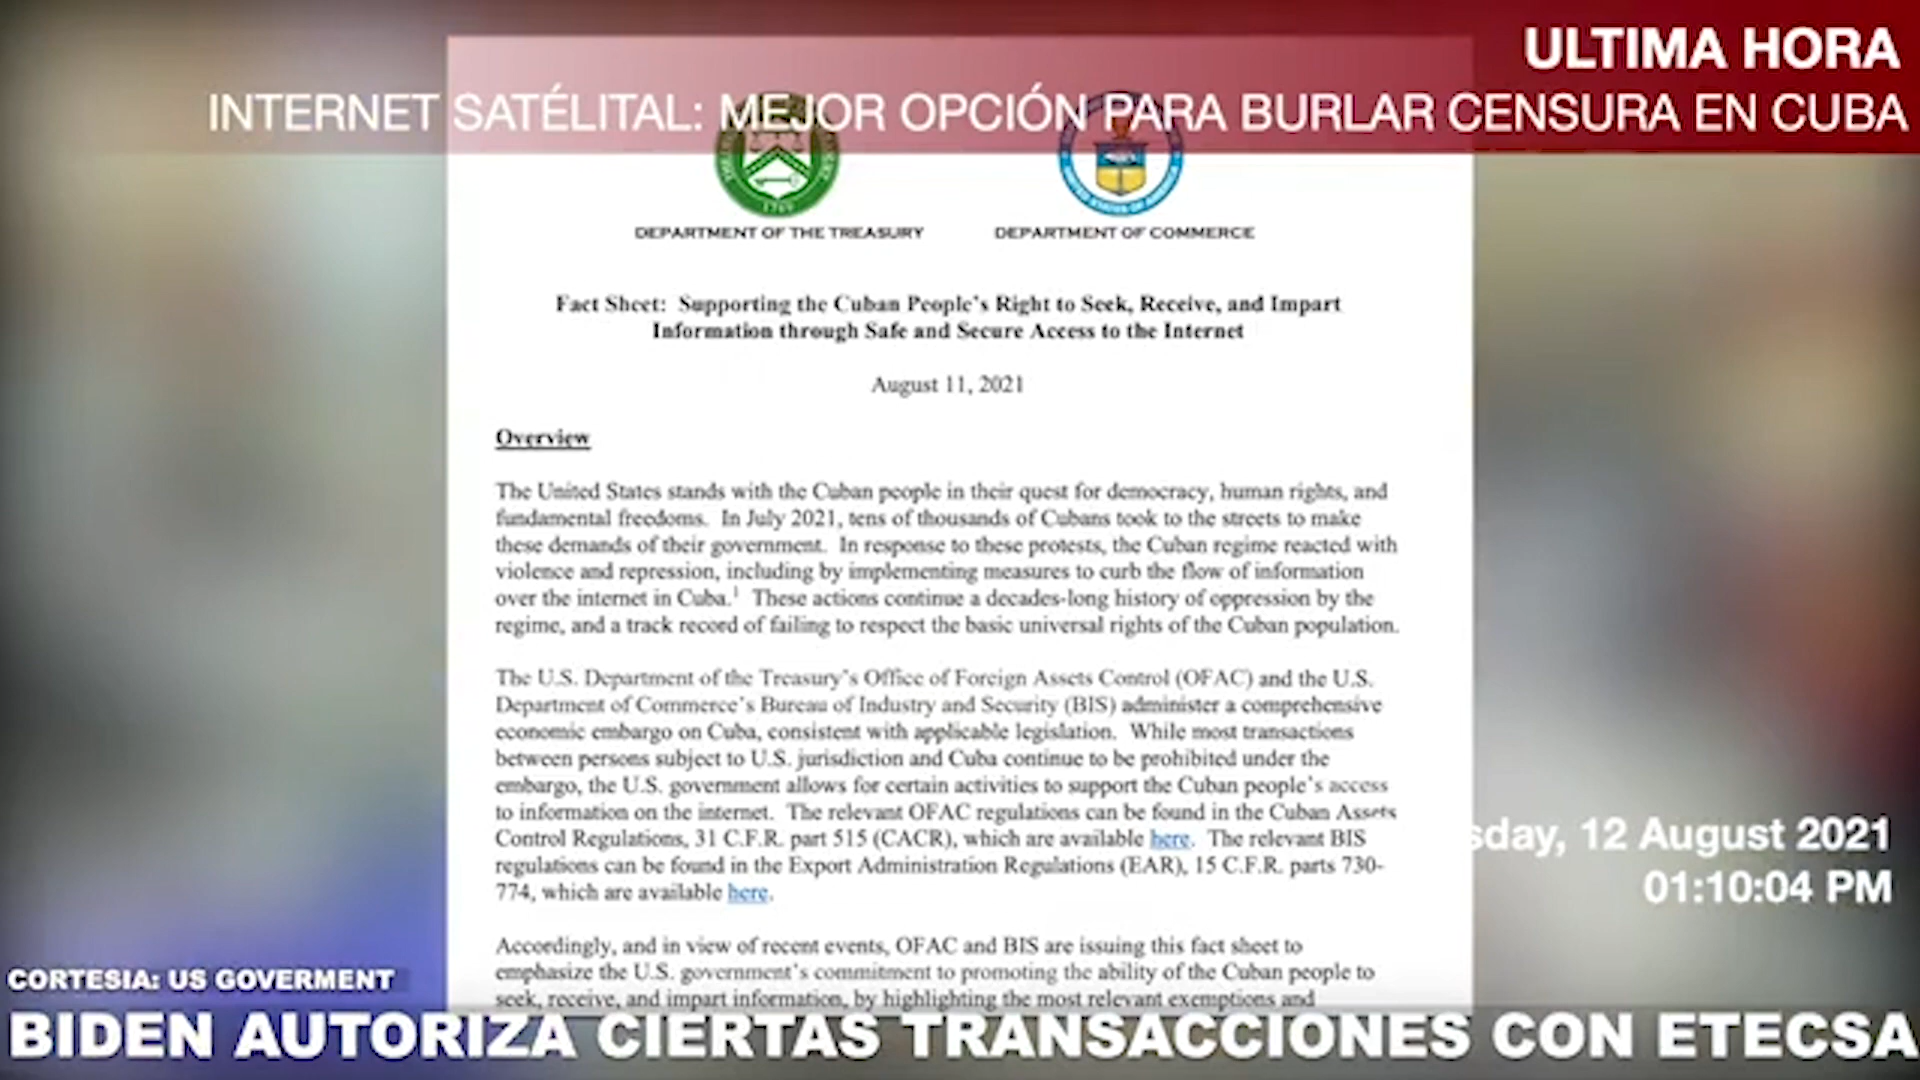 ULTIMA HORA
INTERNET SATÉLITAL: MEJOR OPCIÓN PARA BURLAR CENSURA EN CUBA
DEPARTMENT OF THE TREASURY
DEPARTMENT OF COMMERCE
Fact Sheet: Supporting the Cuban People's Right to Seek, Receive, and Impart
Information through Safe and Secure Access to the Internet
August 11, 2021
Overview
The United States stands with the Cuban people in their quest for democracy, human rights, and
fundamental freedoms. In July 2021, tens of thousands of Cubans took to the streets to make
these demands of their government. In response to these protests, the Cuban regime reacted with
violence and repression, including by implementing measures to curb the flow of information
over the internet in Cuba.1 These actions continue a decades-long history of oppression by the
regime, and a track record of failing to respect the basic universal rights of the Cuban population.
The U.S. Department of the Treasury's Office of Foreign Assets Control (OFAC) and the U.S.
Department of Commerce's Bureau of Industry and Security (BIS) administer a comprehensive
economic embargo on Cuba, consistent with applicable legislation. While most transactions
between persons subject to U.S. jurisdiction and Cuba continue to be prohibited under the
embargo, the U.S. government allows for certain activities to support the Cuban people's access
to information on the internet. The relevant OFAC regulations can be found in the Cuban Assets
Control Regulations, 31 C.F.R. part 515 (CACR), which are available here. The relevant BIS
regulations can be found in the Export Administration Regulations (EAR), 15 C.F.R. parts 730-
774, which are available here.
Accordingly, and in view of recent events, OFAC and BIS are issuing this fact sheet to
emphasize the U.S. government's commitment to promoting the ability of the Cuban people to
seek, receive, and impart information, by highlighting the most relevant exemptions and
sday, 12 August 2021
01:10:04 PM
CORTESIA: US GOVERMENT
BIDEN AUTORIZA CIERTAS TRANSACCIONES CON ETECSA